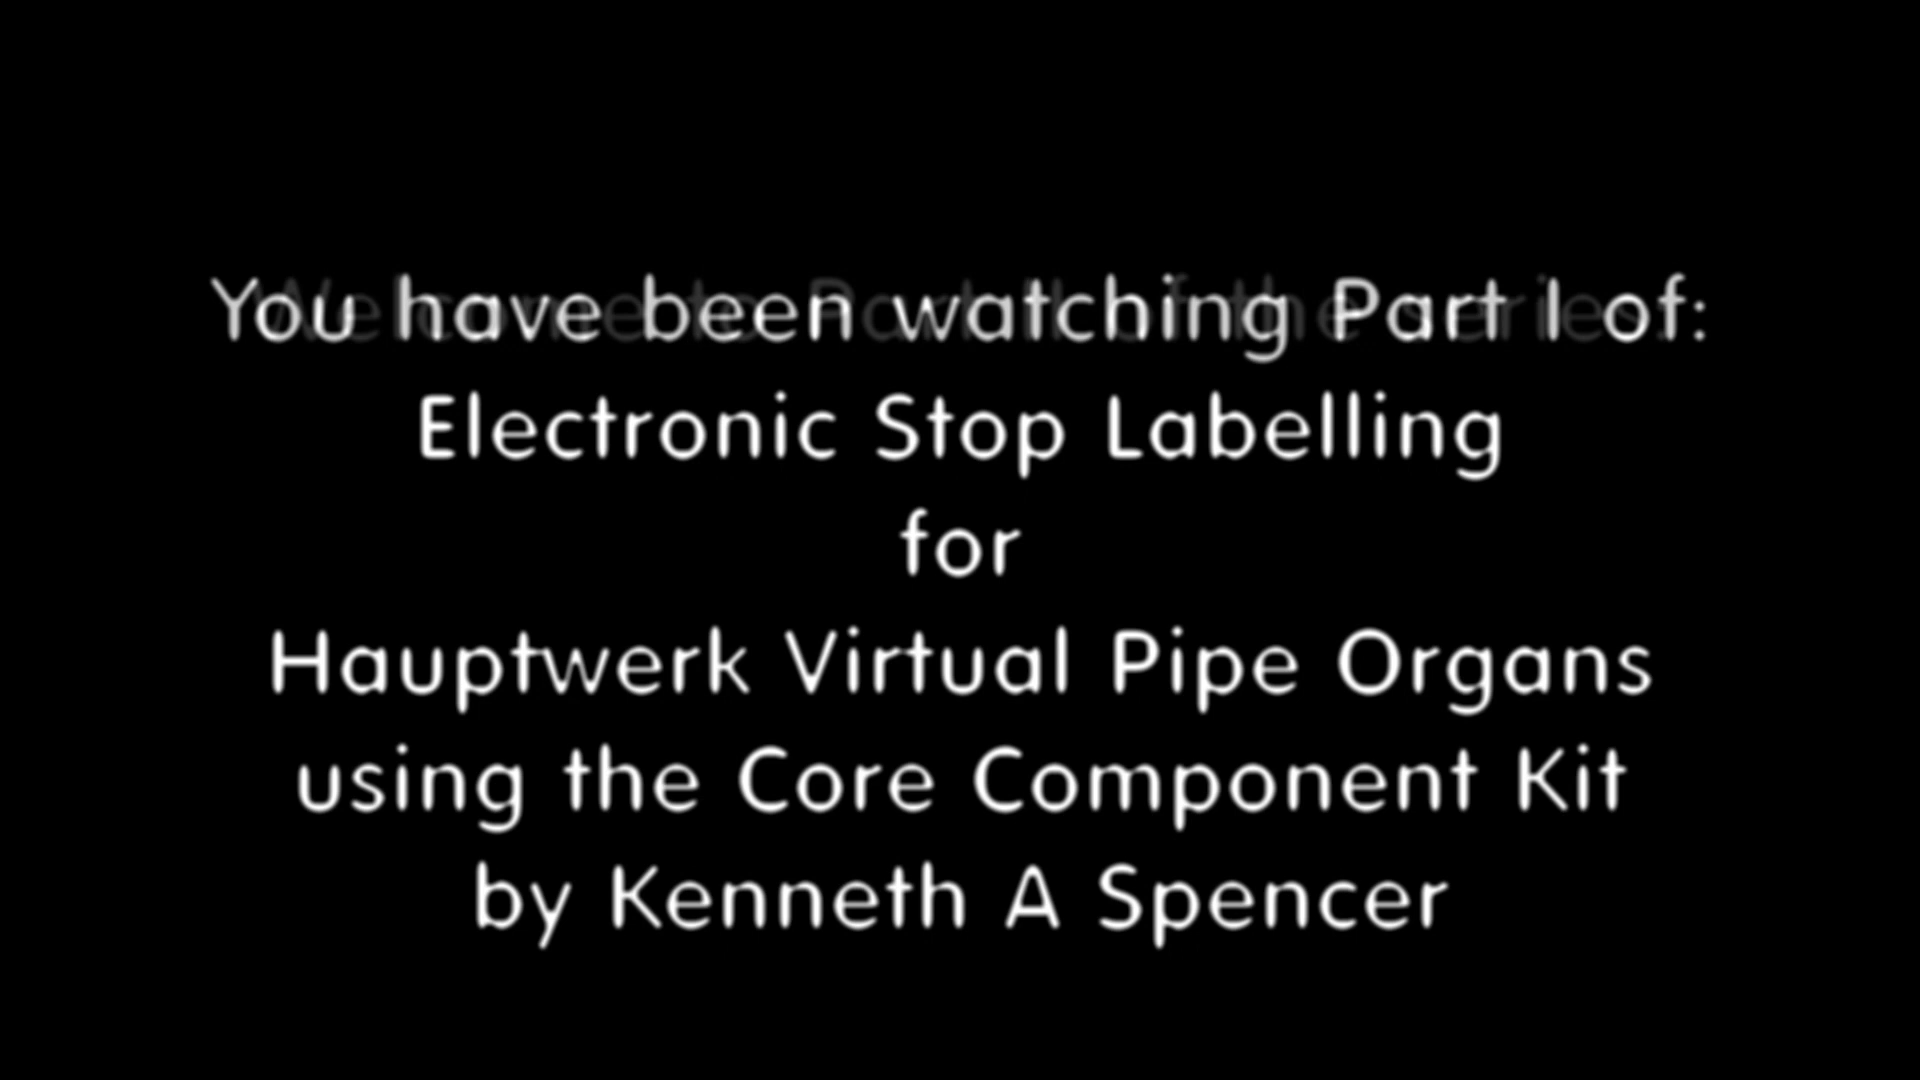 You have been watching Part I of:
Electronic Stop Labelling
for
Hauptwerk Virtual Pipe Organs
using the Core Component Kit
by Kenneth A Spencer